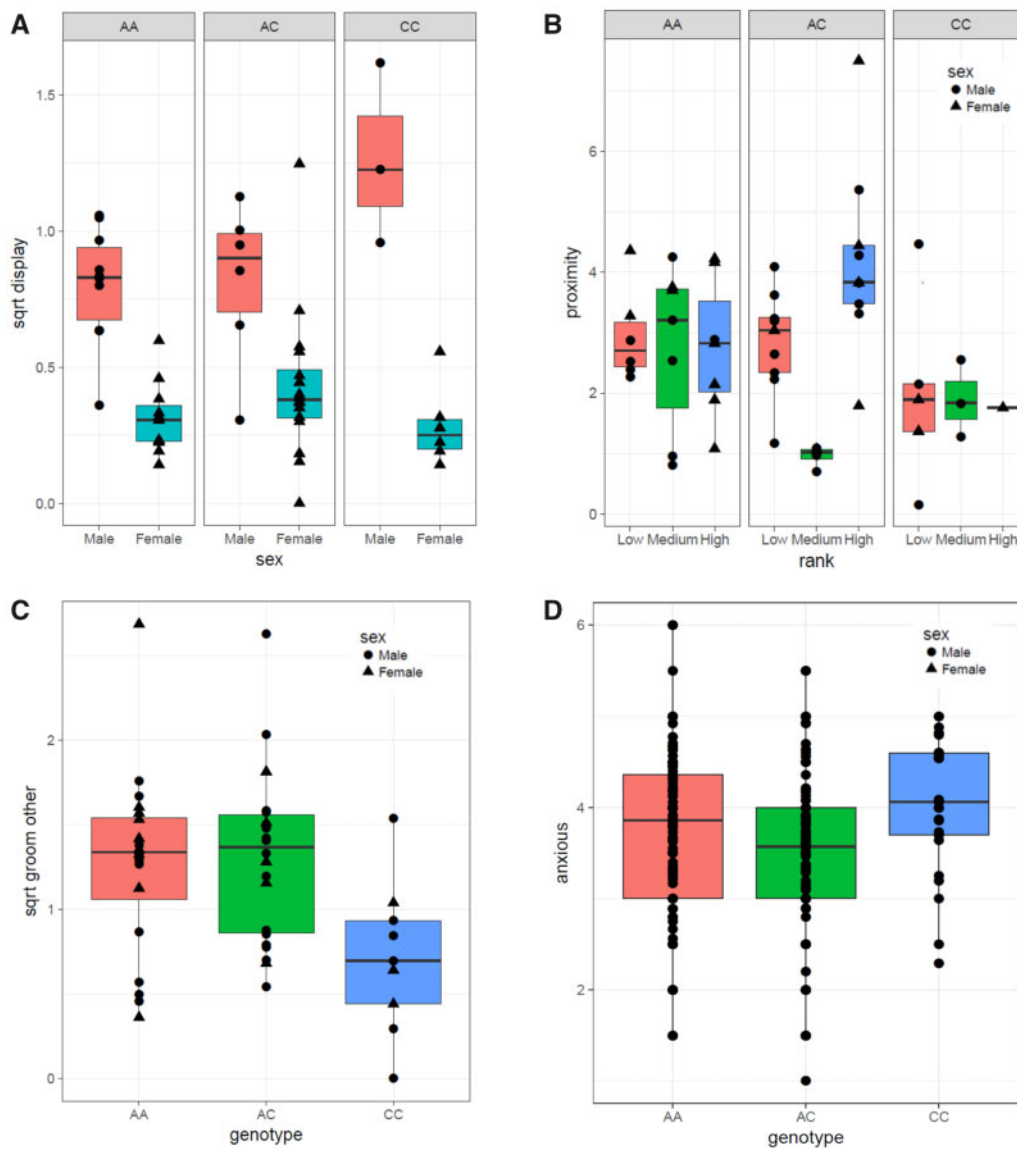 A
AA AC CC
sqrt display
1.5
1.0
0.5
0.0
Male Female Male Female Male Female
sex
B
AA AC CC
proximity
6
4
2
0
sex
Male
Female
Low Medium High Low Medium High Low Medium High
rank
C
sqrt groom other
2
1
0
sex
Male
Female
AA AC CC
genotype
D
anxious
6
4
2
sex
Male
Female
AA AC CC
genotype